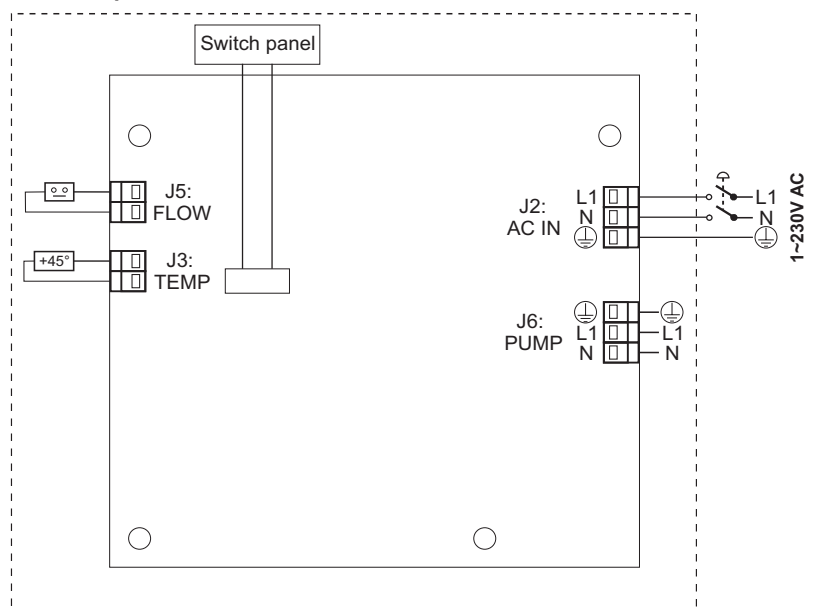 Switch panel
J5:
FLOW
+45°
J3:
TEMP
J2:
AC IN
L1
N
L1
N
1~230V AC
J6:
PUMP
L1
N
L1
N